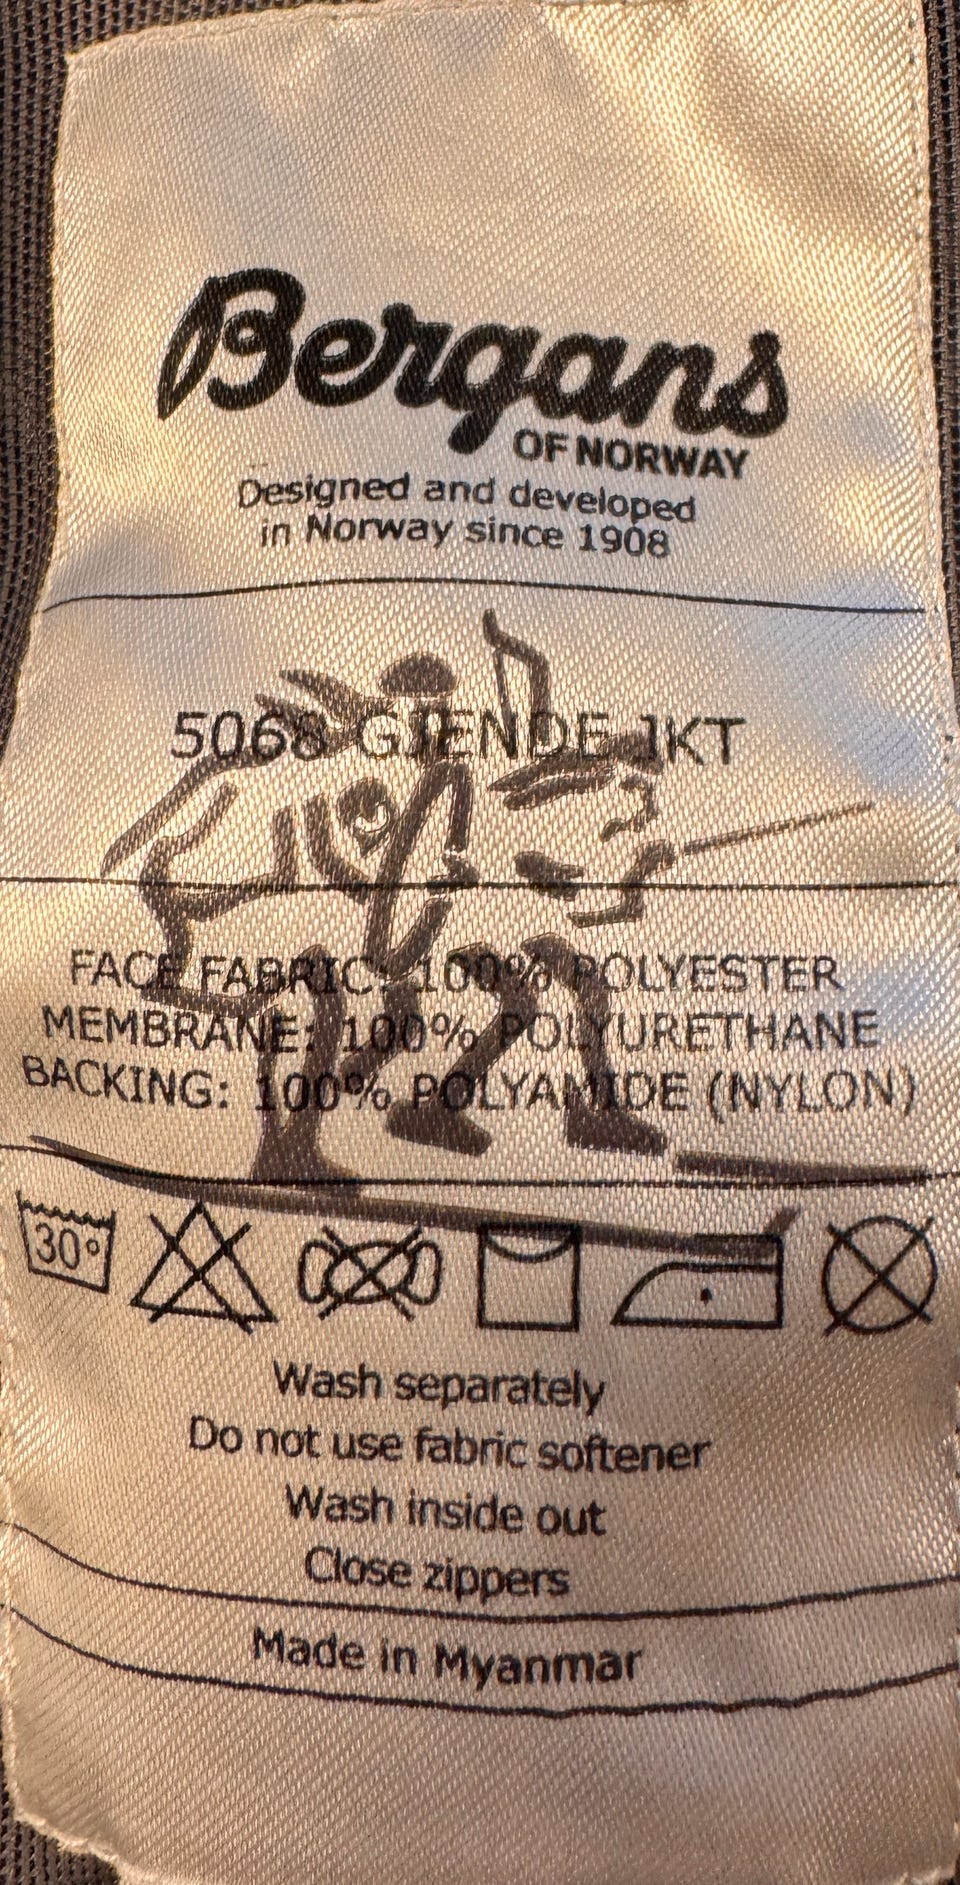 Bergans
OF NORWAY
Designed and developed
in Norway since 1908
5068 GJENDE JKT
FACE FABRIC: 100% POLYESTER
MEMBRANE: 100% POLYURETHANE
BACKING: 100% POLYAMIDE (NYLON)
30°
Wash separately
Do not use fabric softener
Wash inside out
Close zippers
Made in Myanmar